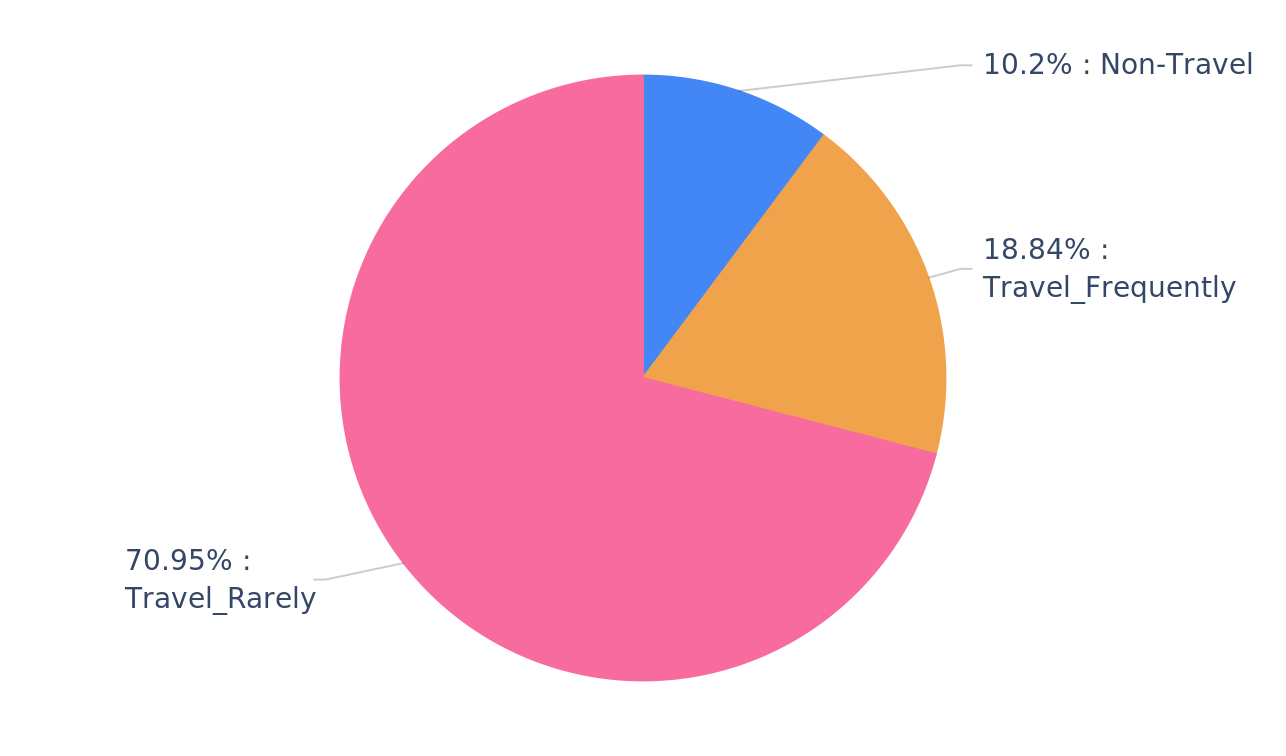 10.2% : Non-Travel
18.84% :
Travel_Frequently
70.95% :
Travel_Rarely